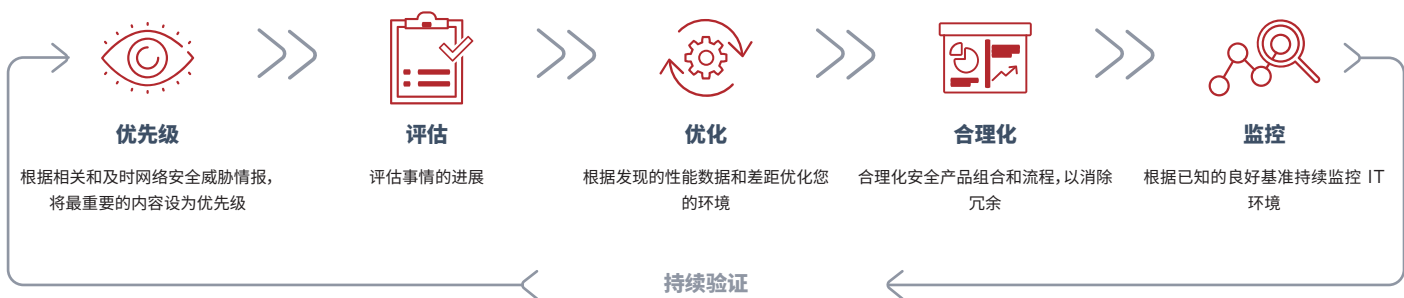 优先级
根据相关和及时网络安全威胁情报，
将最重要的内容设为优先级
评估
评估事情的进展
优化
根据发现的性能数据和差距优化您
的环境
合理化
合理化安全产品组合和流程，以消除
冗余
监控
根据已知的良好基准持续监控 IT
环境
持续验证